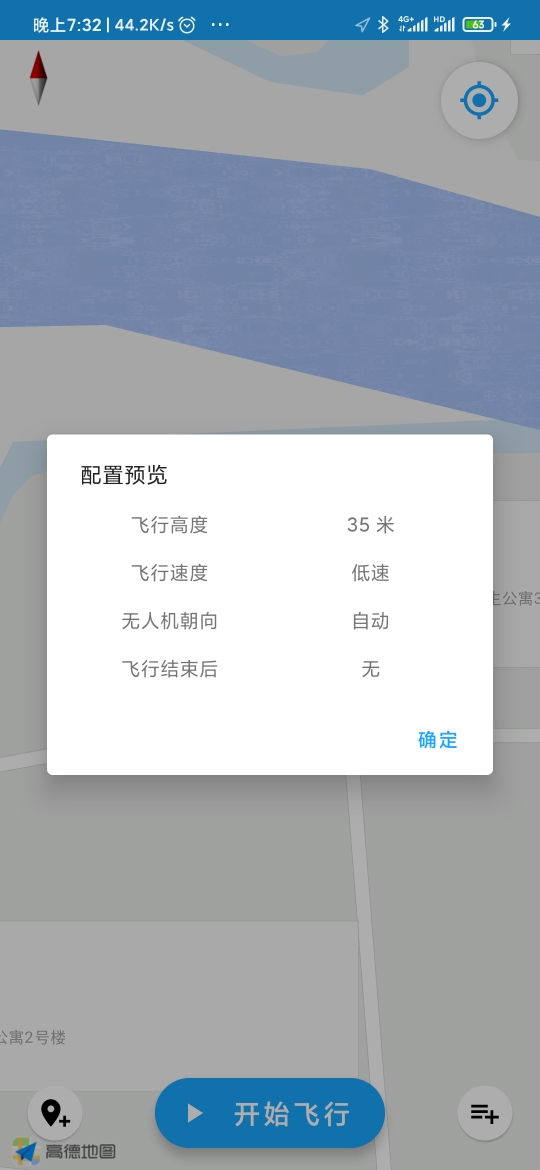 晚上7:32 | 44.2K/s ···
4G+ HD 63
配置预览
飞行高度 35 米
飞行速度 低速
无人机朝向 自动
飞行结束后 无
确定
生公寓3
公寓2号楼
开始飞行
高德地图